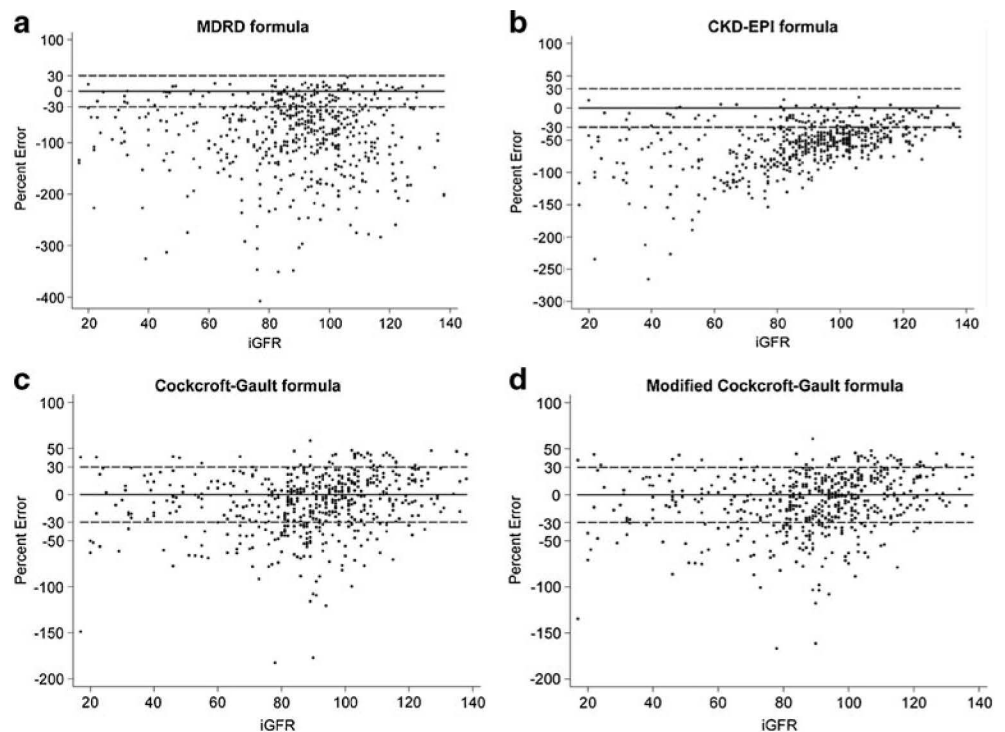 a
MDRD formula
100
30
0
-30
-100
-200
-300
-400
Percent Error
20 40 60 80 100 120 140
iGFR
b
CKD-EPI formula
100
50
30
0
-30
-50
-100
-150
-200
-250
-300
Percent Error
20 40 60 80 100 120 140
iGFR
c
Cockcroft-Gault formula
100
50
30
0
-30
-50
-100
-150
-200
Percent Error
20 40 60 80 100 120 140
iGFR
d
Modified Cockcroft-Gault formula
100
50
30
0
-30
-50
-100
-150
-200
Percent Error
20 40 60 80 100 120 140
iGFR